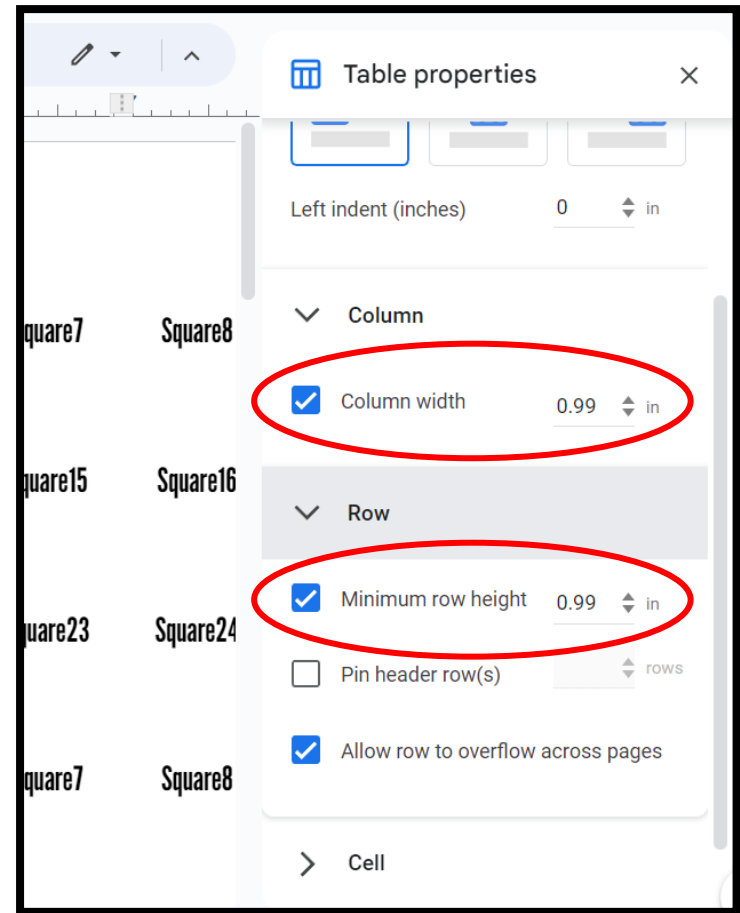 Table properties
Left indent (inches) 0 in
Column
quare7 Square8
Column width 0.99 in
quare15 Square16
Row
Minimum row height 0.99 in
quare23 Square24
Pin header row(s) rows
Allow row to overflow across pages
quare7 Square8
Cell